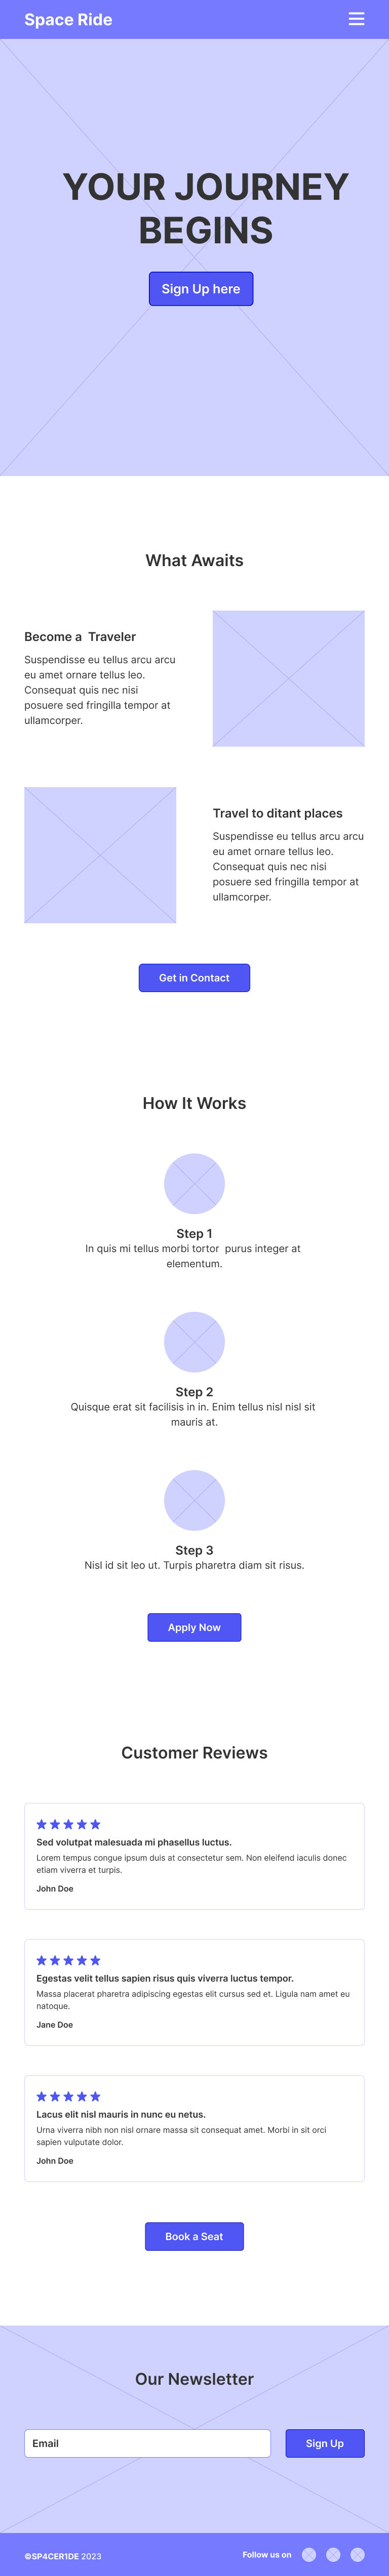 Space Ride
YOUR JOURNEY
BEGINS
Sign Up here
What Awaits
Become a  Traveler
Suspendisse eu tellus arcu arcu
eu amet ornare tellus leo.
Consequat quis nec nisi
posuere sed fringilla tempor at
ullamcorper.
Travel to ditant places
Suspendisse eu tellus arcu arcu
eu amet ornare tellus leo.
Consequat quis nec nisi
posuere sed fringilla tempor at
ullamcorper.
Get in Contact
How It Works
Step 1
In quis mi tellus morbi tortor  purus integer at
elementum.
Step 2
Quisque erat sit facilisis in in. Enim tellus nisl nisl sit
mauris at.
Step 3
Nisl id sit leo ut. Turpis pharetra diam sit risus.
Apply Now
Customer Reviews
Sed volutpat malesuada mi phasellus luctus.
Lorem tempus congue ipsum duis at consectetur sem. Non eleifend iaculis donec
etiam viverra et turpis.
John Doe
Egestas velit tellus sapien risus quis viverra luctus tempor.
Massa placerat pharetra adipiscing egestas elit cursus sed et. Ligula nam amet eu
natoque.
Jane Doe
Lacus elit nisl mauris in nunc eu netus.
Urna viverra nibh non nisl ornare massa sit consequat amet. Morbi in sit orci
sapien vulputate dolor.
John Doe
Book a Seat
Our Newsletter
Email
Sign Up
©SP4CER1DE 2023
Follow us on